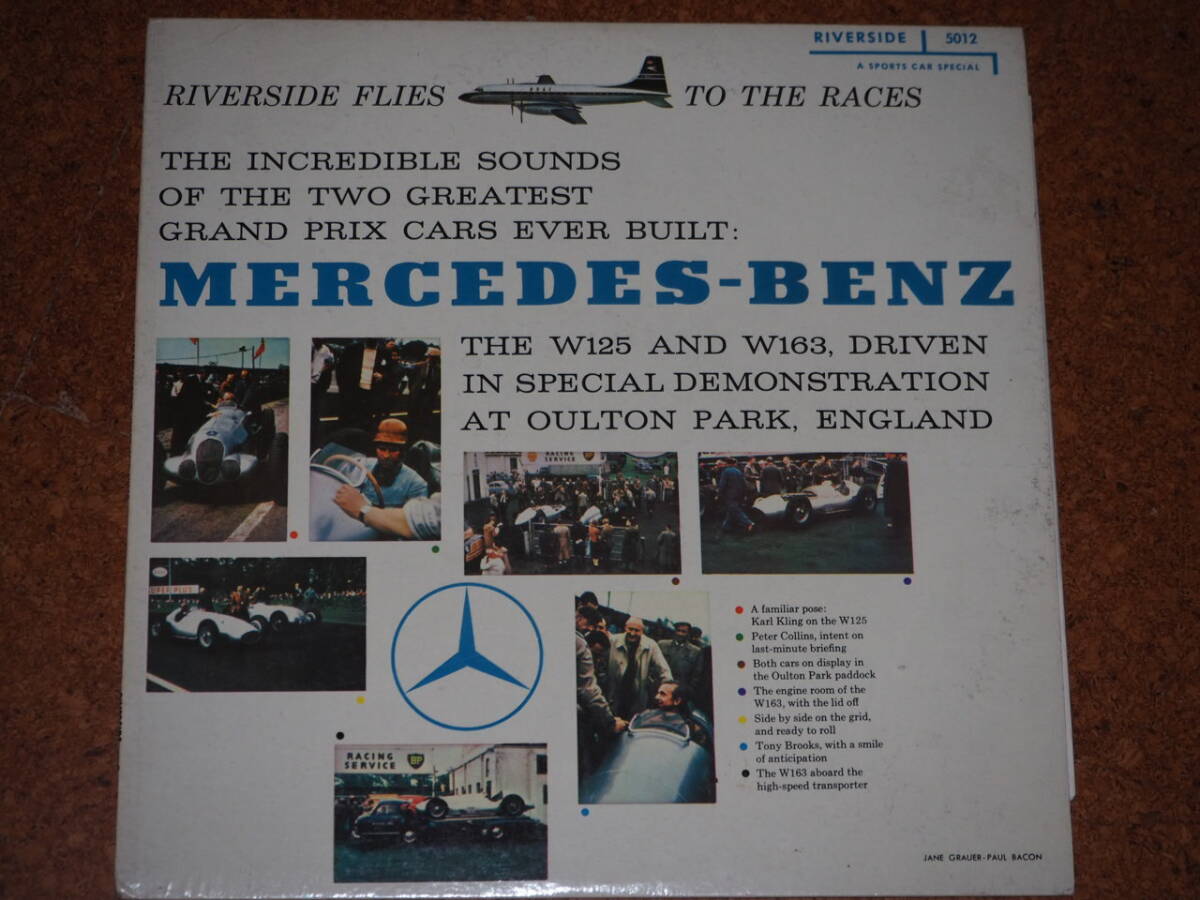 RIVERSIDE 5012
A SPORTS CAR SPECIAL
RIVERSIDE FLIES TO THE RACES
BOAC
THE INCREDIBLE SOUNDS
OF THE TWO GREATEST
GRAND PRIX CARS EVER BUILT:
MERCEDES-BENZ
THE W125 AND W163, DRIVEN
IN SPECIAL DEMONSTRATION
AT OULTON PARK, ENGLAND
RACING
SERVICE
A familiar pose:
Karl Kling on the W125
Peter Collins, intent on
last-minute briefing
Both cars on display in
the Oulton Park paddock
The engine room of the
W163, with the lid off
Side by side on the grid,
and ready to roll
Tony Brooks, with a smile
of anticipation
The W163 aboard the
high-speed transporter
RACING
SERVICE
BP
JANE GRAUER-PAUL BACON